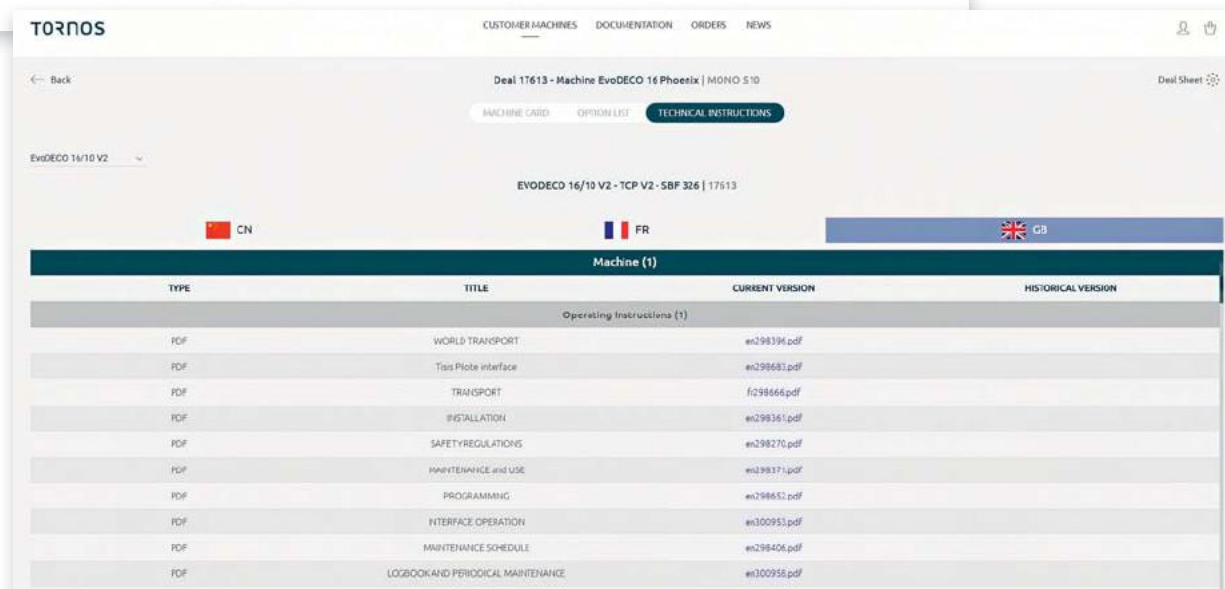 TORNOS
CUSTOMER MACHINES DOCUMENTATION ORDERS NEWS
← Back
Deal 17613 - Machine EvoDECO 16 Phoenix | MONO S10
Deal Sheet
MACHINE CARD OPTION LIST TECHNICAL INSTRUCTIONS
EvoDECO 16/10 V2
EVODECO 16/10 V2 - TCP V2 - SBF 326 | 17613
CN FR GB
Machine (1)
TYPE TITLE CURRENT VERSION HISTORICAL VERSION
Operating Instructions (1)
PDF WORLD TRANSPORT en298396.pdf
PDF Tisis Pilote interface en298683.pdf
PDF TRANSPORT fr298666.pdf
PDF INSTALLATION en298361.pdf
PDF SAFETYREGULATIONS en298270.pdf
PDF MAINTENANCE and USE en298371.pdf
PDF PROGRAMMING en298652.pdf
PDF INTERFACE OPERATION en300953.pdf
PDF MAINTENANCE SCHEDULE en298406.pdf
PDF LOGBOOK AND PERIODICAL MAINTENANCE en300958.pdf